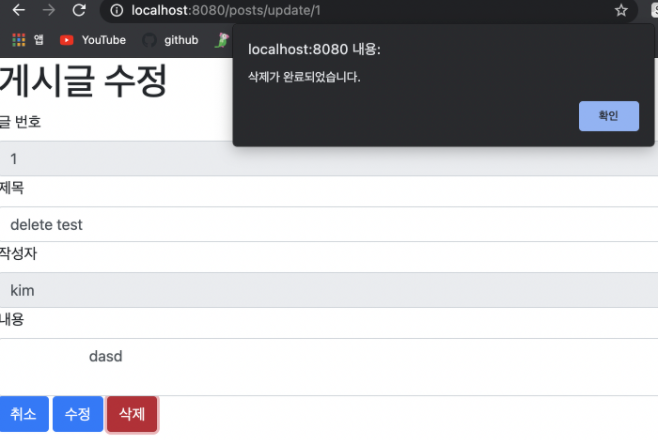 localhost:8080/posts/update/1
앱 YouTube github
localhost:8080 내용:
삭제가 완료되었습니다.
확인
게시글 수정
글 번호
1
제목
delete test
작성자
kim
내용
dasd
취소 수정 삭제